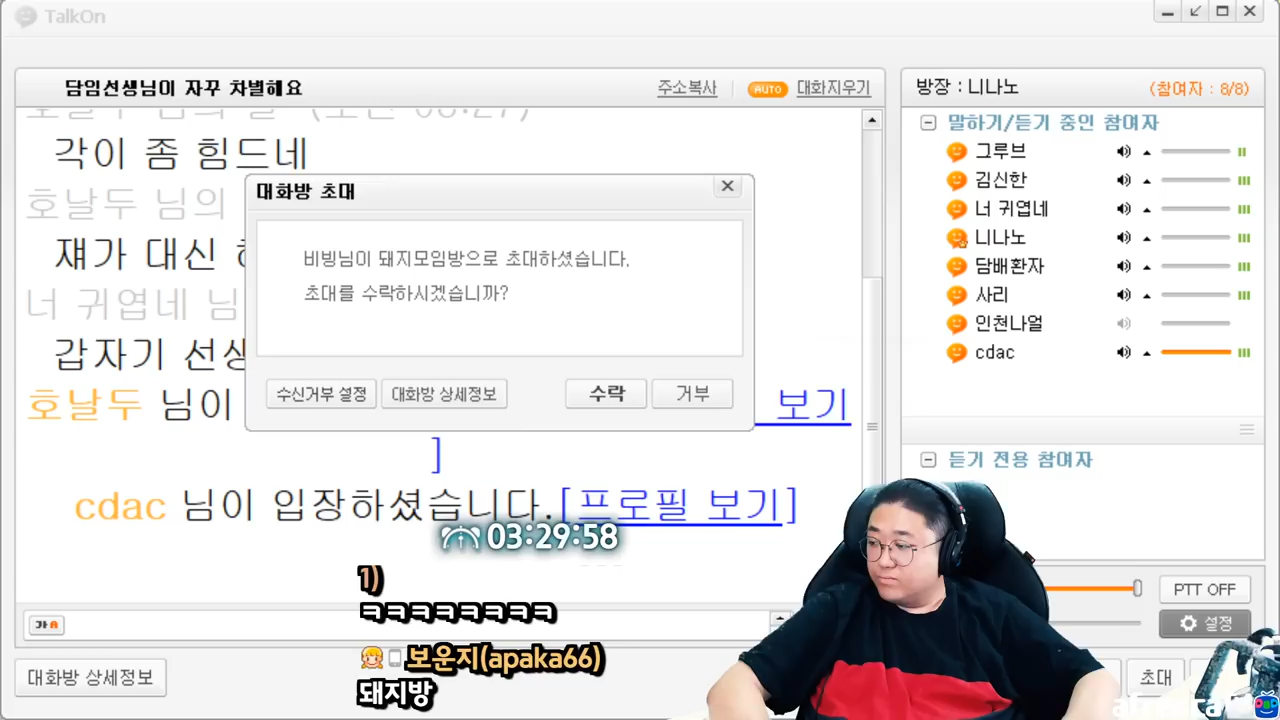 TalkOn
담임선생님이 자꾸 차별해요
주소복사
AUTO
대화지우기
방장 : 니나노
(참여자 : 8/8)
각이 좀 힘드네
호날두 님의
쟤가 대신
너 귀엽네 님
갑자기 선생
호날두 님이
보기
]
cdac 님이 입장하셨습니다.[프로필 보기]
대화방 초대
비빙님이 돼지모임방으로 초대하셨습니다.
초대를 수락하시겠습니까?
수신거부 설정
대화방 상세정보
수락
거부
말하기/듣기 중인 참여자
그루브
김신한
너 귀엽네
니나노
담배환자
사리
인천나얼
cdac
듣기 전용 참여자
03:29:58
1)
ㅋㅋㅋㅋㅋㅋㅋㅋ
보운지(apaka66)
돼지방
가A
대화방 상세정보
PTT OFF
설정
초대